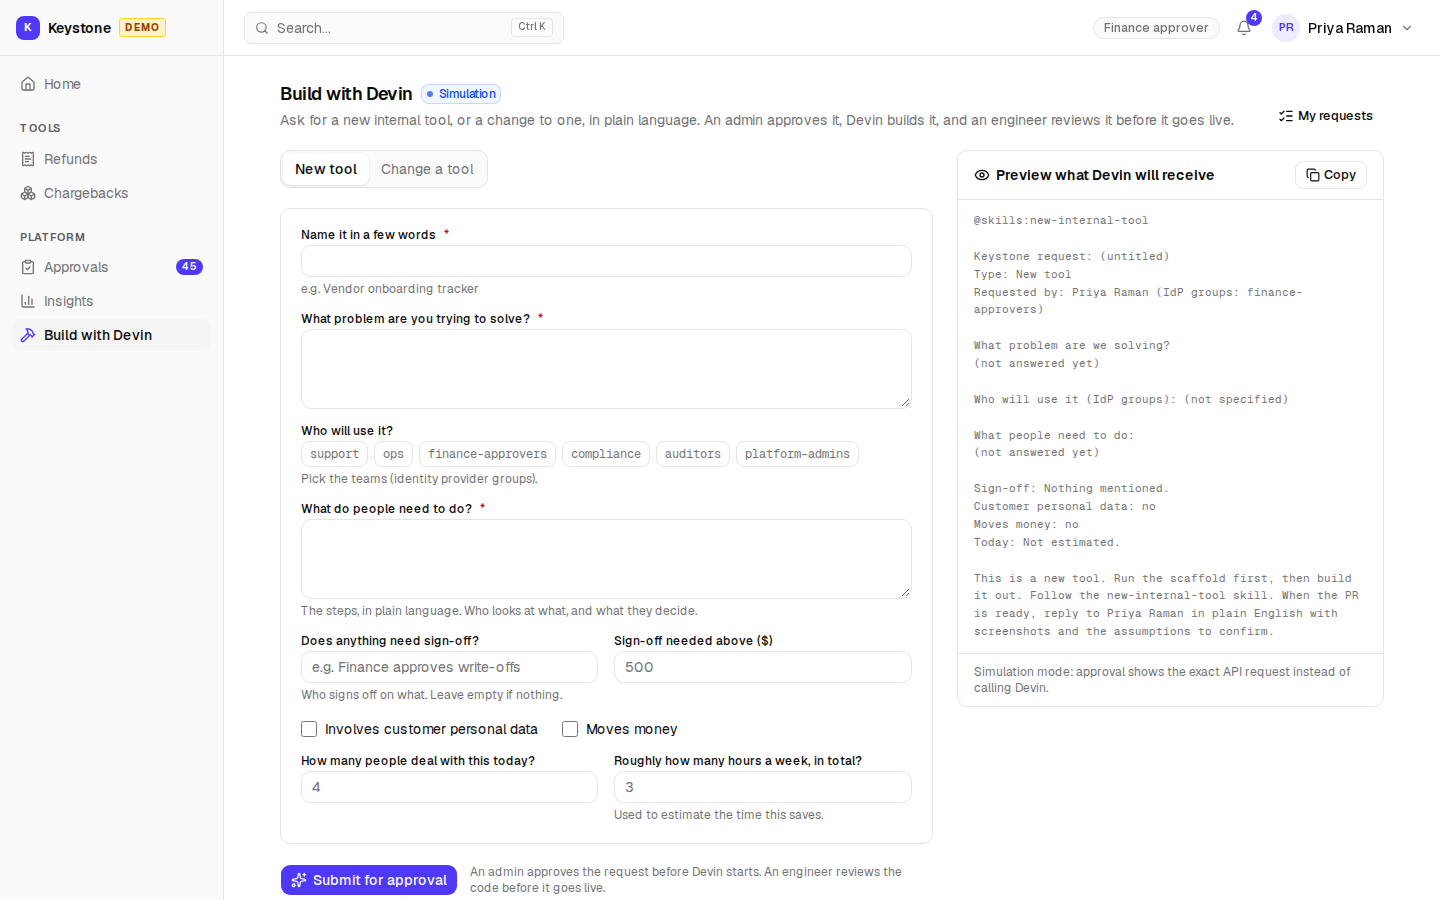 K Keystone DEMO
Search...
Ctrl K
Finance approver
4
PR Priya Raman
Home
TOOLS
Refunds
Chargebacks
PLATFORM
Approvals 45
Insights
Build with Devin
Build with Devin
Simulation
Ask for a new internal tool, or a change to one, in plain language. An admin approves it, Devin builds it, and an engineer reviews it before it goes live.
My requests
New tool
Change a tool
Name it in a few words *
e.g. Vendor onboarding tracker
What problem are you trying to solve? *
Who will use it?
support ops finance-approvers compliance auditors platform-admins
Pick the teams (identity provider groups).
What do people need to do? *
The steps, in plain language. Who looks at what, and what they decide.
Does anything need sign-off?
e.g. Finance approves write-offs
Who signs off on what. Leave empty if nothing.
Sign-off needed above ($)
500
Involves customer personal data
Moves money
How many people deal with this today?
4
Roughly how many hours a week, in total?
3
Used to estimate the time this saves.
Submit for approval
An admin approves the request before Devin starts. An engineer reviews the
code before it goes live.
Preview what Devin will receive
Copy
@skills:new-internal-tool
Keystone request: (untitled)
Type: New tool
Requested by: Priya Raman (IdP groups: finance-
approvers)
What problem are we solving?
(not answered yet)
Who will use it (IdP groups): (not specified)
What people need to do:
(not answered yet)
Sign-off: Nothing mentioned.
Customer personal data: no
Moves money: no
Today: Not estimated.
This is a new tool. Run the scaffold first, then build
it out. Follow the new-internal-tool skill. When the PR
is ready, reply to Priya Raman in plain English with
screenshots and the assumptions to confirm.
Simulation mode: approval shows the exact API request instead of
calling Devin.